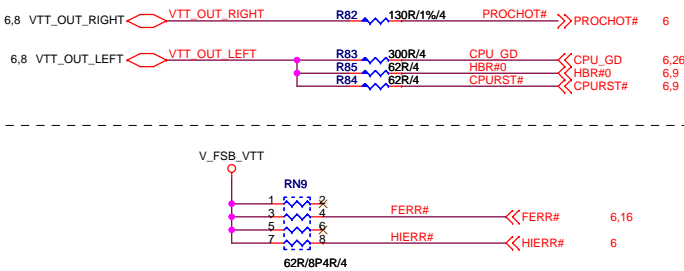 6,8 VTT_OUT_RIGHT VTT_OUT_RIGHT R82 130R/1%/4 PROCHOT# PROCHOT# 6
6,8 VTT_OUT_LEFT VTT_OUT_LEFT R83 300R/4 CPU_GD CPU_GD 6,26
R85 62R/4 HBR#0 HBR#0 6,9
R84 62R/4 CPURST# CPURST# 6,9
V_FSB_VTT
RN9
1 2
3 4 FERR# FERR# 6,16
5 6
7 8 HIERR# HIERR# 6
62R/8P4R/4